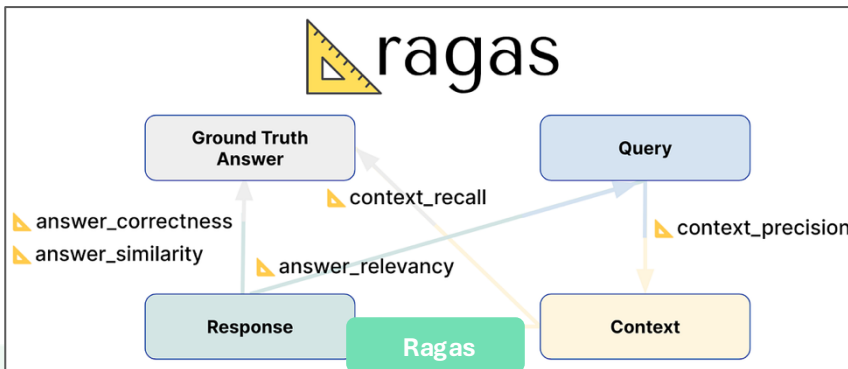 ragas
Ground Truth
Answer
Query
context_recall
answer_correctness
context_precision
answer_similarity
answer_relevancy
Response
Ragas
Context